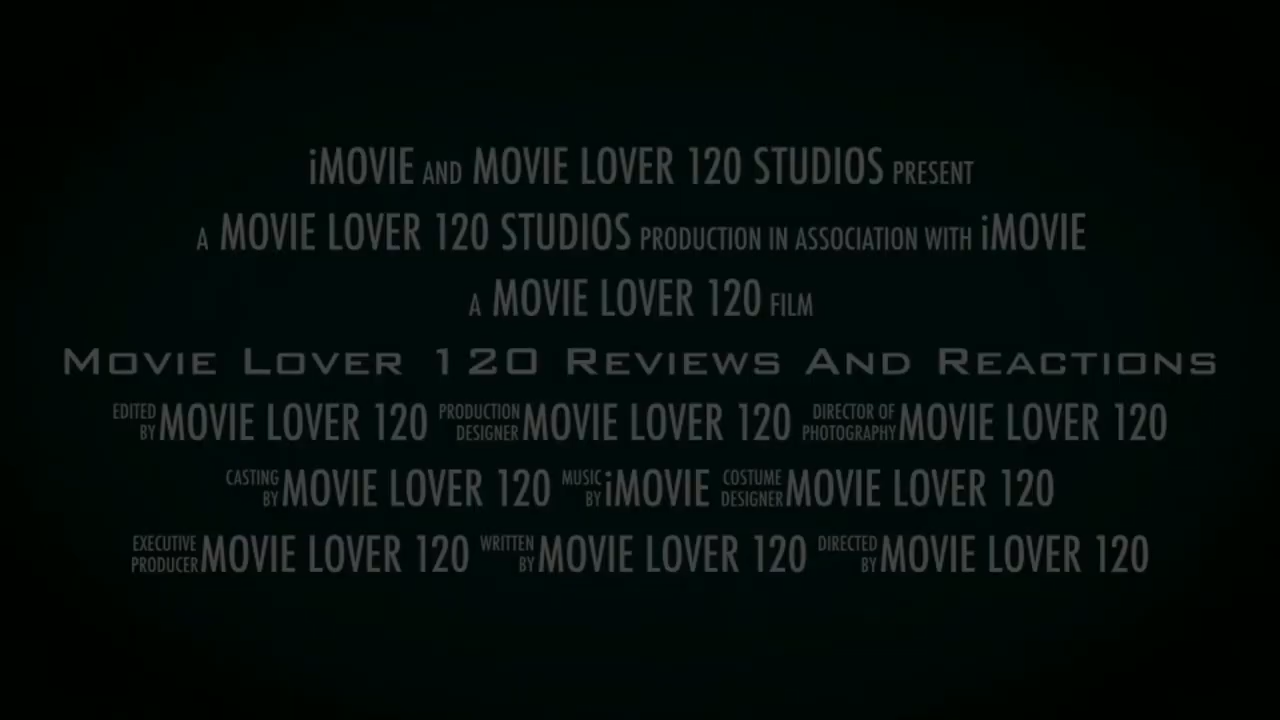 iMOVIE AND MOVIE LOVER 120 STUDIOS PRESENT
A MOVIE LOVER 120 STUDIOS PRODUCTION IN ASSOCIATION WITH iMOVIE
A MOVIE LOVER 120 FILM
MOVIE LOVER 120 REVIEWS AND REACTIONS
EDITED BY MOVIE LOVER 120 PRODUCTION DESIGNER MOVIE LOVER 120 DIRECTOR OF PHOTOGRAPHY MOVIE LOVER 120
CASTING BY MOVIE LOVER 120 MUSIC BY iMOVIE COSTUME DESIGNER MOVIE LOVER 120
EXECUTIVE PRODUCER MOVIE LOVER 120 WRITTEN BY MOVIE LOVER 120 DIRECTED BY MOVIE LOVER 120